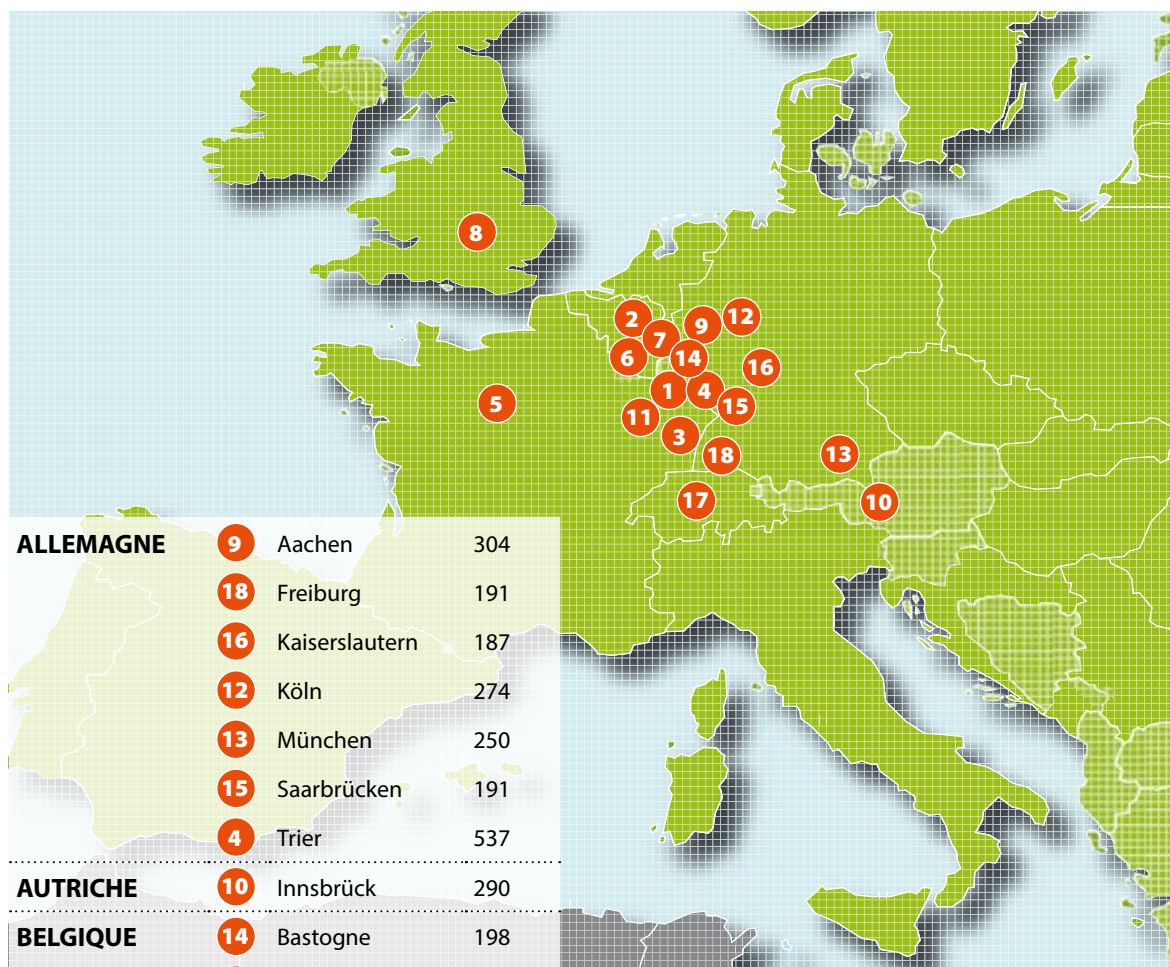 8
2
7
9
12
6
14
16
1
4
15
5
11
3
18
13
17
10
ALLEMAGNE 9 Aachen 304
18 Freiburg 191
16 Kaiserslautern 187
12 Köln 274
13 München 250
15 Saarbrücken 191
4 Trier 537
AUTRICHE 10 Innsbrück 290
BELGIQUE 14 Bastogne 198